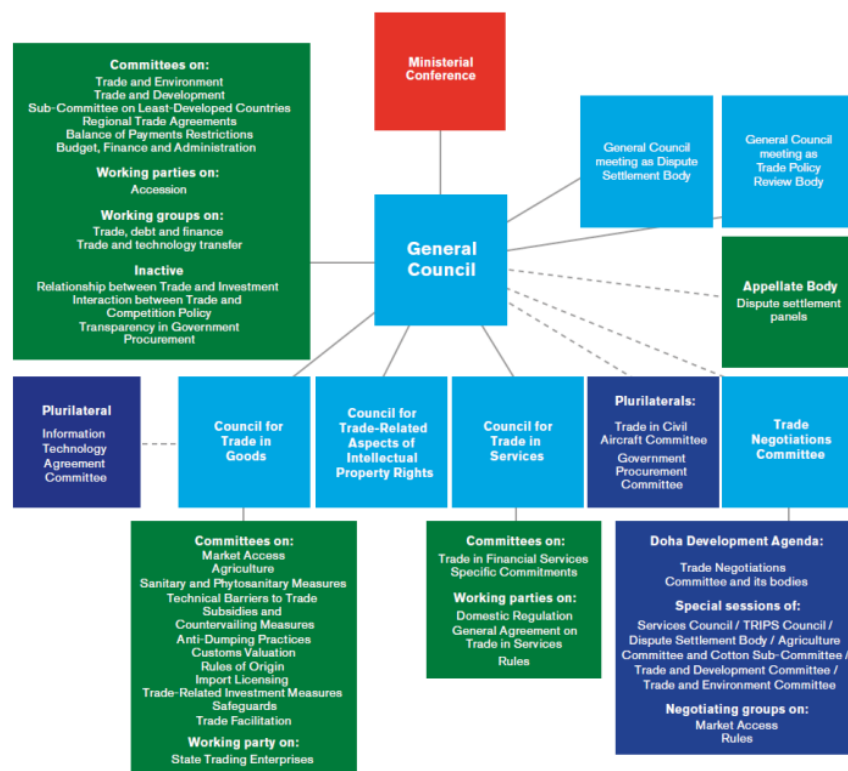 Ministerial
Conference
Committees on:
Trade and Environment
Trade and Development
Sub-Committee on Least-Developed Countries
Regional Trade Agreements
Balance of Payments Restrictions
Budget, Finance and Administration
Working parties on:
Accession
Working groups on:
Trade, debt and finance
Trade and technology transfer
Inactive
Relationship between Trade and Investment
Interaction between Trade and
Competition Policy
Transparency in Government
Procurement
General Council
meeting as Dispute
Settlement Body
General Council
meeting as
Trade Policy
Review Body
General
Council
Appellate Body
Dispute settlement
panels
Plurilateral
Information
Technology
Agreement
Committee
Council for
Trade in
Goods
Council for
Trade-Related
Aspects of
Intellectual
Property Rights
Council for
Trade in
Services
Plurilaterals:
Trade in Civil
Aircraft Committee
Government
Procurement
Committee
Trade
Negotiations
Committee
Committees on:
Market Access
Agriculture
Sanitary and Phytosanitary Measures
Technical Barriers to Trade
Subsidies and
Countervailing Measures
Anti-Dumping Practices
Customs Valuation
Rules of Origin
Import Licensing
Trade-Related Investment Measures
Safeguards
Trade Facilitation
Working party on:
State Trading Enterprises
Committees on:
Trade in Financial Services
Specific Commitments
Working parties on:
Domestic Regulation
General Agreement on
Trade in Services
Rules
Doha Development Agenda:
Trade Negotiations
Committee and its bodies
Special sessions of:
Services Council / TRIPS Council /
Dispute Settlement Body / Agriculture
Committee and Cotton Sub-Committee /
Trade and Development Committee /
Trade and Environment Committee
Negotiating groups on:
Market Access
Rules